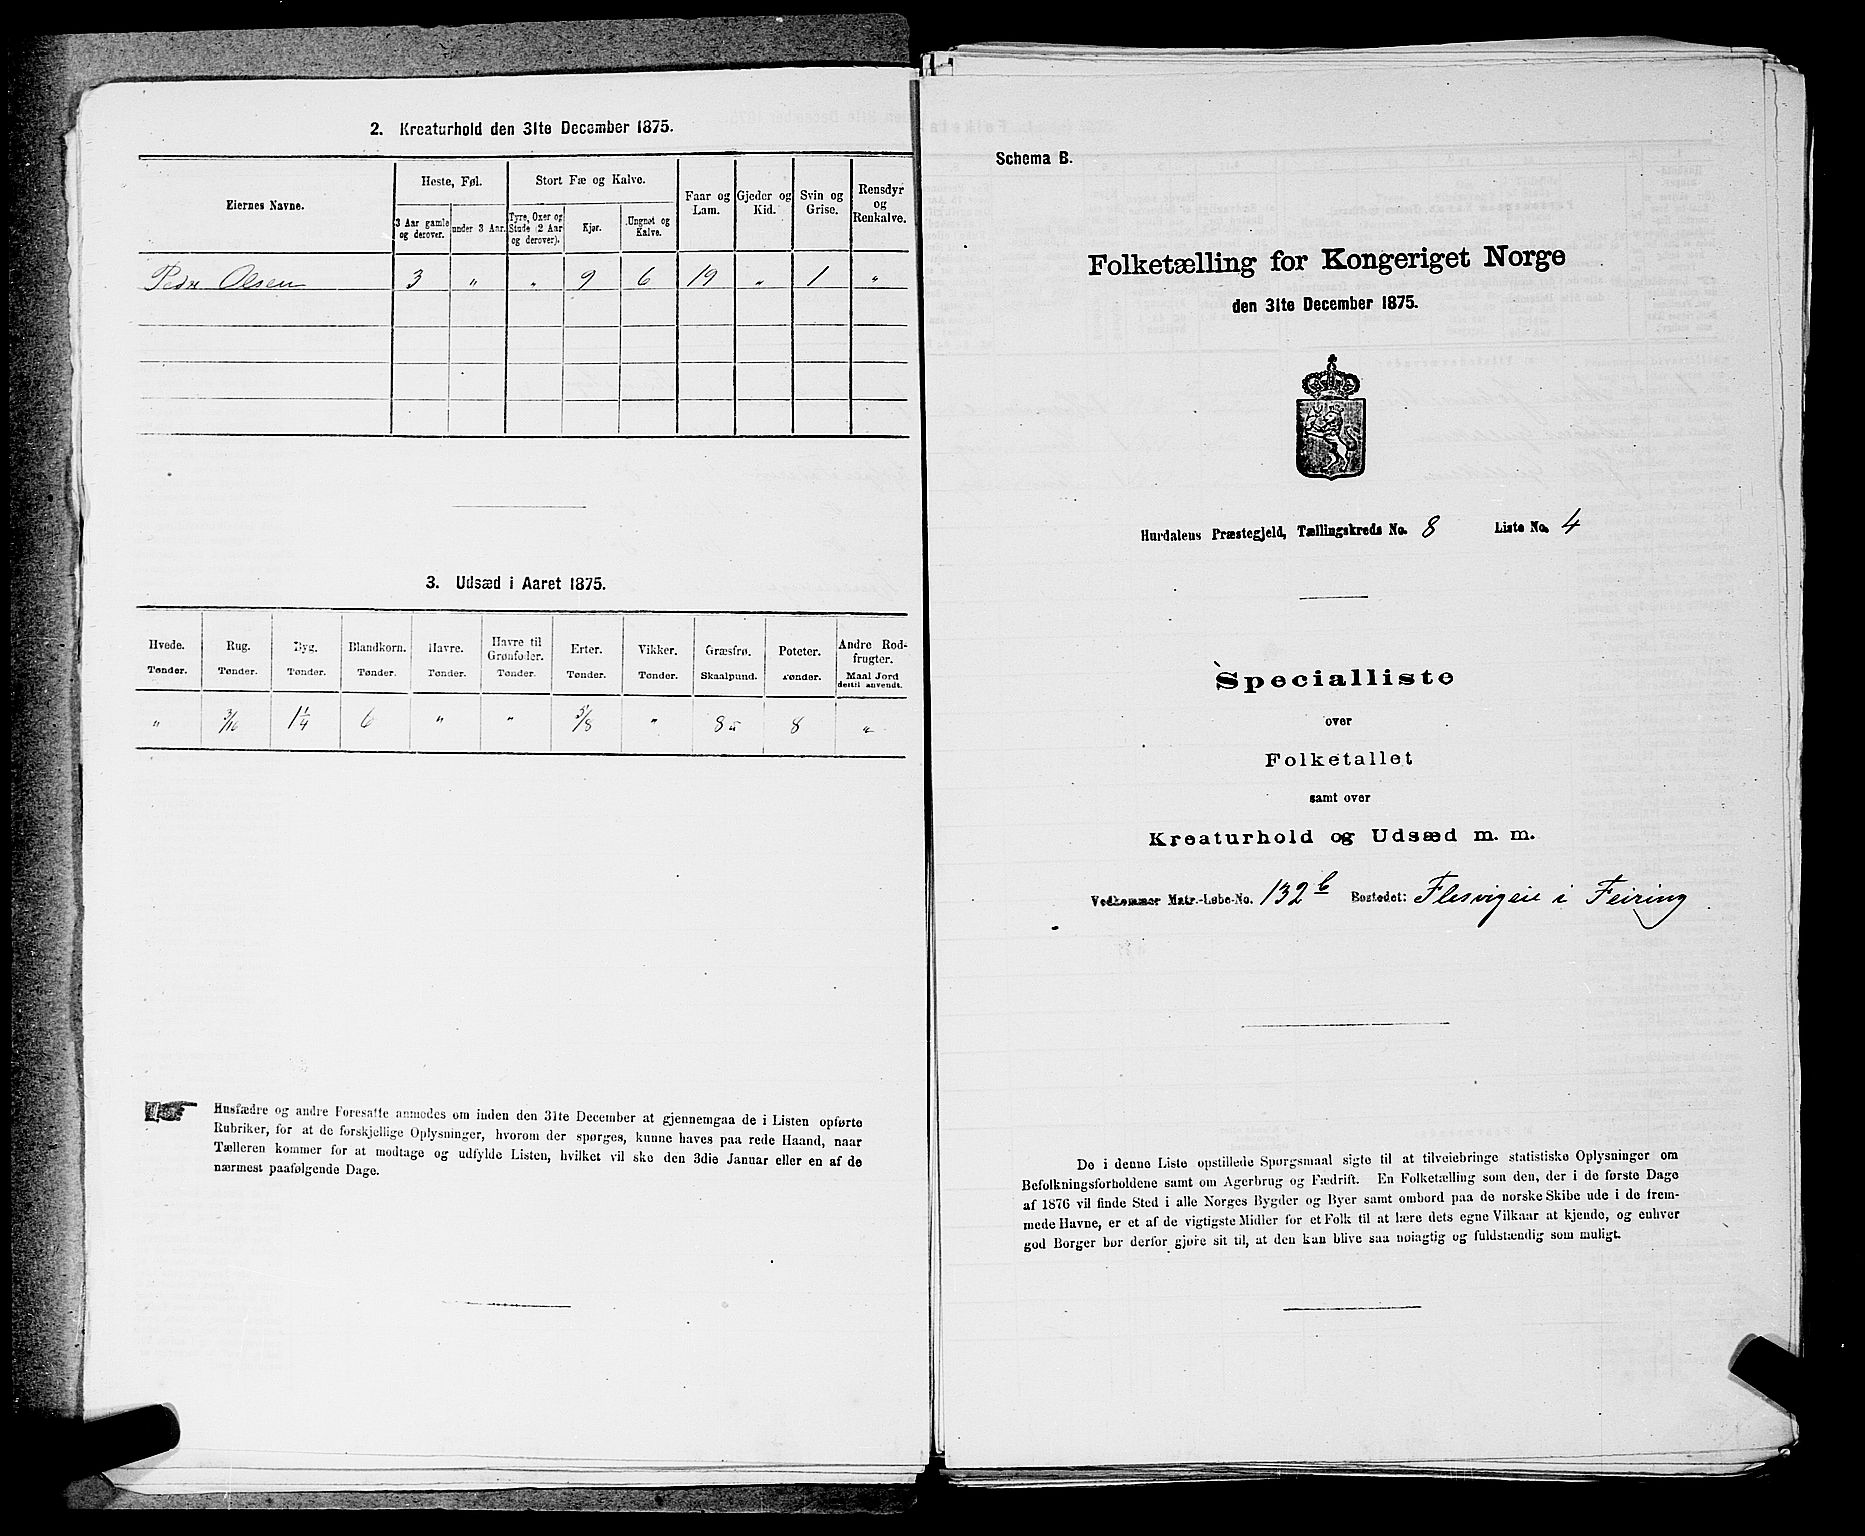 2. Kreaturhold den 31te December 1875.
Eiernes Navne.
Heste, Føl.
Stort Fæ og Kalve.
Faar og Lam.
Gjeder og Kid.
Svin og Grise.
Rensdyr og Renkalve.
3 Aar gamle og derover.
under 3 Aar.
Tyre, Oxer og Stude (2 Aar og derover).
Kjør.
Ungnøt og Kalve.
Peder Olsen 3 " " 9 6 19 " 1 "
3. Udsæd i Aaret 1875.
Hvede. Rug. Byg. Blandkorn. Havre. Havre til Grønfoder. Erter. Vikker. Græsfrø. Poteter. Andre Rodfrugter.
Tønder. Tønder. Tønder. Tønder. Tønder. Tønder. Tønder. Tønder. Skaalpund. Tønder. Maal Jord dertil anvendt.
" 3/16 1 1/4 6 " " 5/8 " 8 8 "
Husfædre og andre Foresatte anmodes om inden den 31te December at gjennemgaa de i Listen opførte
Rubriker, for at de forskjellige Oplysninger, hvorom der spørges, kunne haves paa rede Haand, naar
Tælleren kommer for at modtage og udfylde Listen, hvilket vil ske den 3die Januar eller en af de
nærmest paafølgende Dage.
Schema B.
Folketælling for Kongeriget Norge
den 31te December 1875.
Hurdalens Præstegjeld, Tællingskreds No. 8 Liste No. 4
Specialliste
over
Folketallet
samt over
Kreaturhold og Udsæd m. m.
Vedkommer Matr.-Løbe-No. 132 b Bostedet: Flesvigeie i Feiring
De i denne Liste opstillede Spørgsmaal sigte til at tilveiebringe statistiske Oplysninger om
Befolkningsforholdene samt om Agerbrug og Fædrift. En Folketælling som den, der i de første Dage
af 1876 vil finde Sted i alle Norges Bygder og Byer samt ombord paa de norske Skibe ude i de frem-
mede Havne, er et af de vigtigste Midler for et Folk til at lære dets egne Vilkaar at kjende, og enhver
god Borger bør derfor gjøre sit til, at den kan blive saa nøiagtig og fuldstændig som muligt.